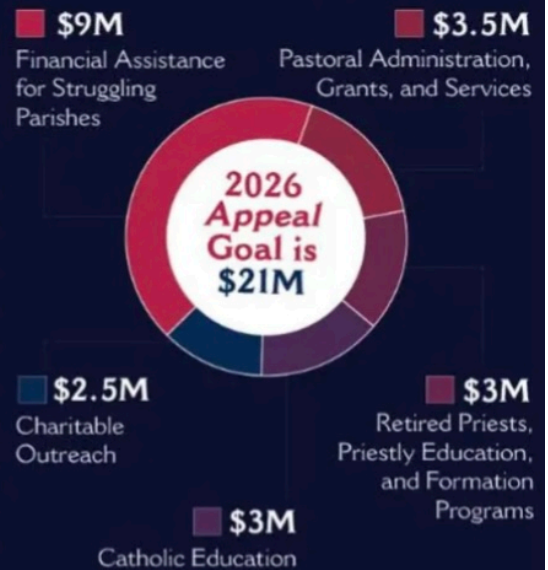 $9M
Financial Assistance
for Struggling
Parishes
$3.5M
Pastoral Administration,
Grants, and Services
2026
Appeal
Goal is
$21M
$2.5M
Charitable
Outreach
$3M
Retired Priests,
Priestly Education,
and Formation
Programs
$3M
Catholic Education